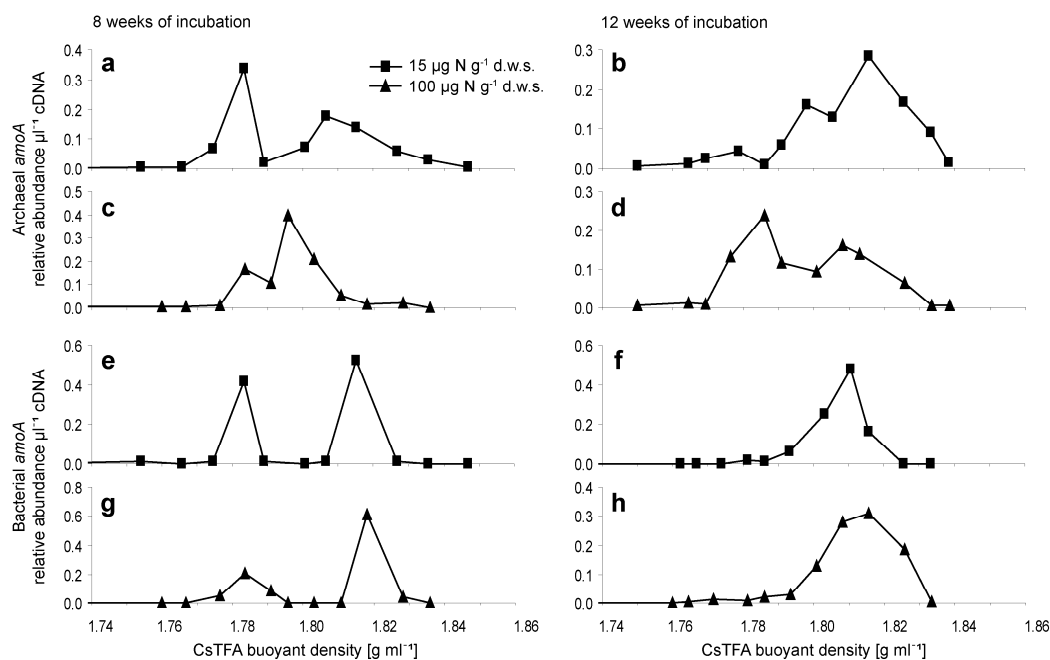 8 weeks of incubation
12 weeks of incubation
Archaeal amoA
relative abundance µl⁻¹ cDNA
Bacterial amoA
relative abundance µl⁻¹ cDNA
a
15 µg N g⁻¹ d.w.s.
100 µg N g⁻¹ d.w.s.
0.4
0.3
0.2
0.1
0.0
b
0.3
0.2
0.1
0.0
c
0.5
0.4
0.3
0.2
0.1
0.0
d
0.3
0.2
0.1
0.0
e
0.6
0.4
0.2
0.0
f
0.6
0.4
0.2
0.0
g
0.8
0.6
0.4
0.2
0.0
h
0.4
0.3
0.2
0.1
0.0
1.74 1.76 1.78 1.80 1.82 1.84 1.86
1.74 1.76 1.78 1.80 1.82 1.84 1.86
CsTFA buoyant density [g ml⁻¹]
CsTFA buoyant density [g ml⁻¹]